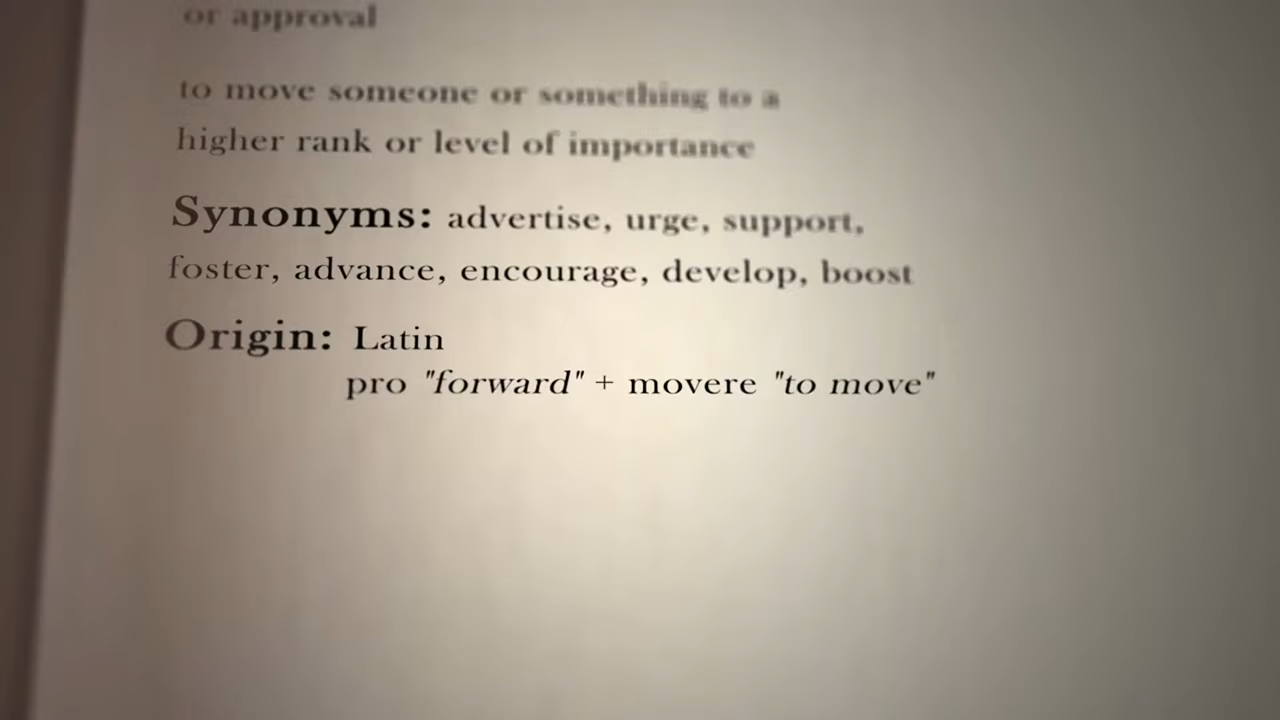 or approval
to move someone or something to a
higher rank or level of importance
Synonyms: advertise, urge, support,
foster, advance, encourage, develop, boost
Origin: Latin
pro "forward" + movere "to move"